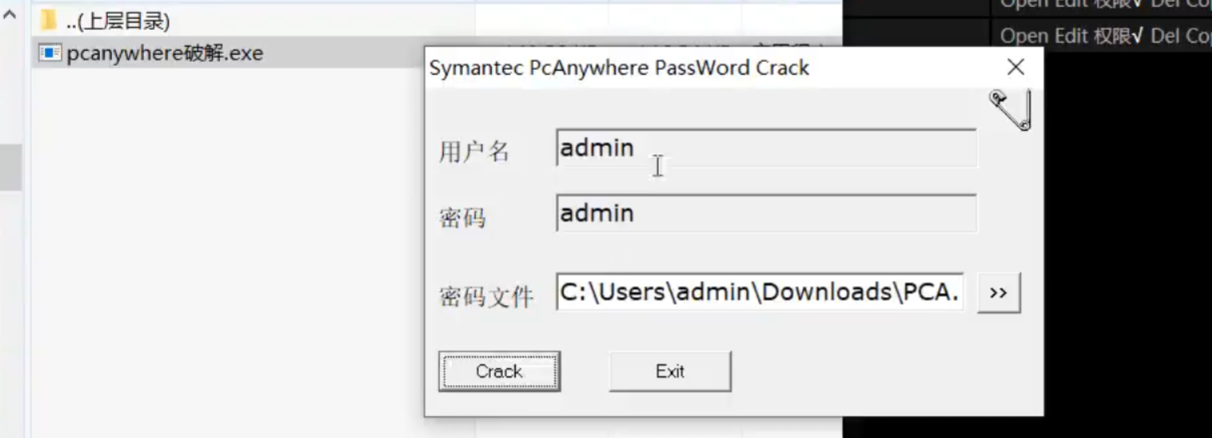 ..(上层目录)
Open Edit 权限√ Del Cop
pcanywhere破解.exe
Open Edit 权限√ Del Cop
Symantec PcAnywhere PassWord Crack
用户名 admin
密码 admin
密码文件 C:\Users\admin\Downloads\PCA. >>
Crack Exit